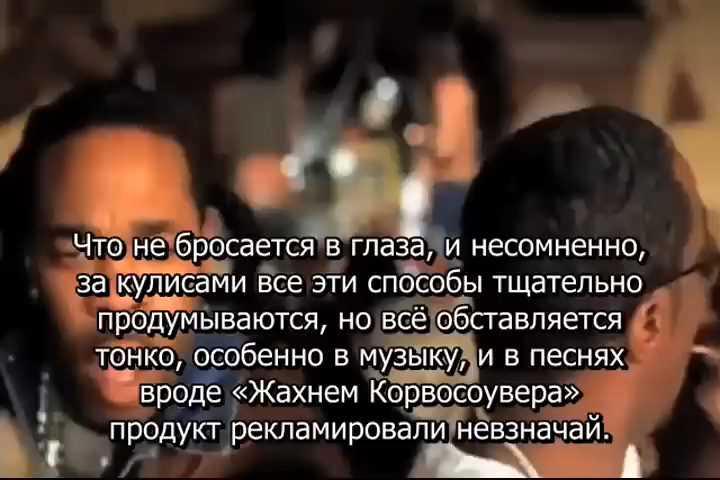 Что не бросается в глаза, и несомненно,
за кулисами все эти способы тщательно
продумываются, но всё обставляется
тонко, особенно в музыку, и в песнях
вроде «Жахнем Корвосоувера»
продукт рекламировали невзначай.